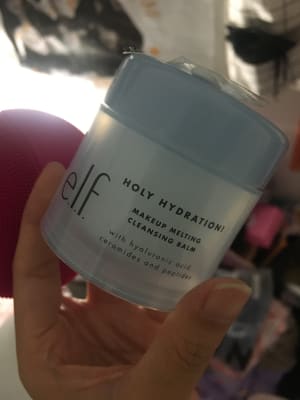 e.l.f.
HOLY HYDRATION!
MAKEUP MELTING
CLEANSING BALM
with hyaluronic acid,
ceramides and peptides